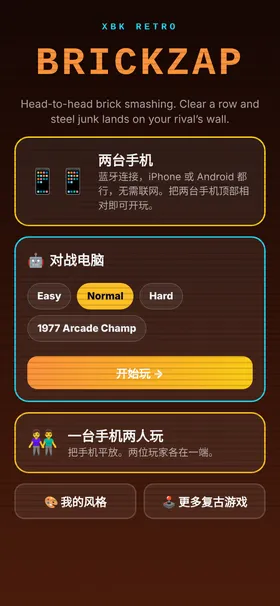 XBK RETRO
BRICKZAP
Head-to-head brick smashing. Clear a row and
steel junk lands on your rival's wall.
两台手机
蓝牙连接，iPhone 或 Android 都
行，无需联网。把两台手机顶部相
对即可开玩。
🤖 对战电脑
Easy Normal Hard
1977 Arcade Champ
开始玩 →
一台手机两人玩
把手机平放。两位玩家各在一端。
🎨 我的风格 🕹️ 更多复古游戏